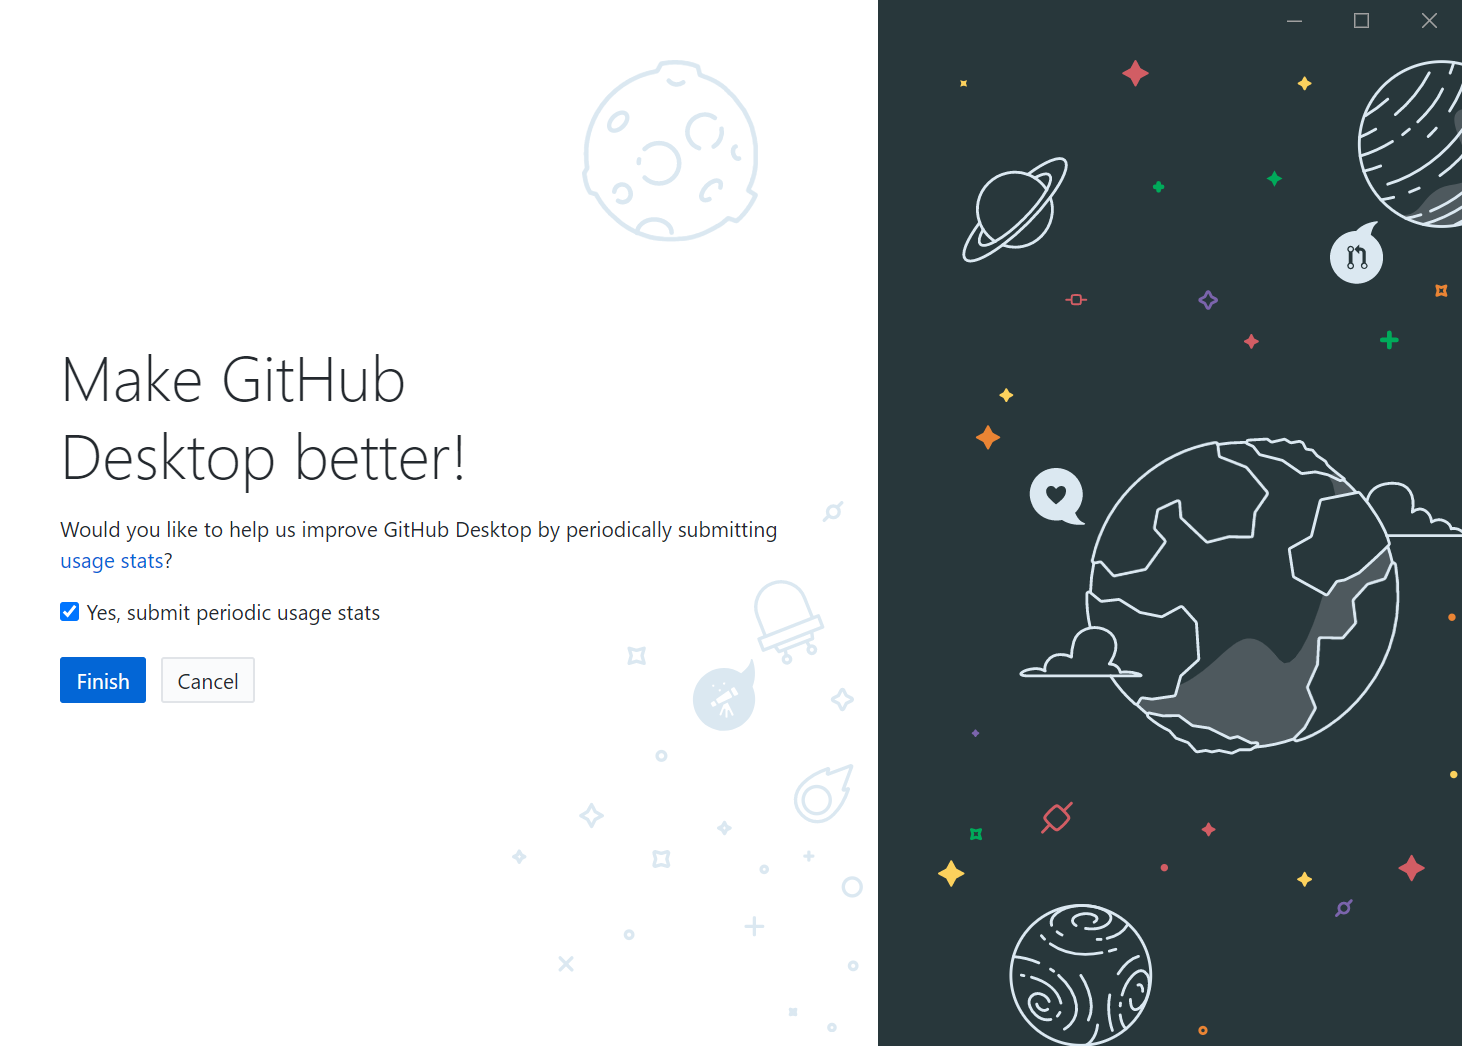 Make GitHub
Desktop better!
Would you like to help us improve GitHub Desktop by periodically submitting
usage stats?
Yes, submit periodic usage stats
Finish
Cancel